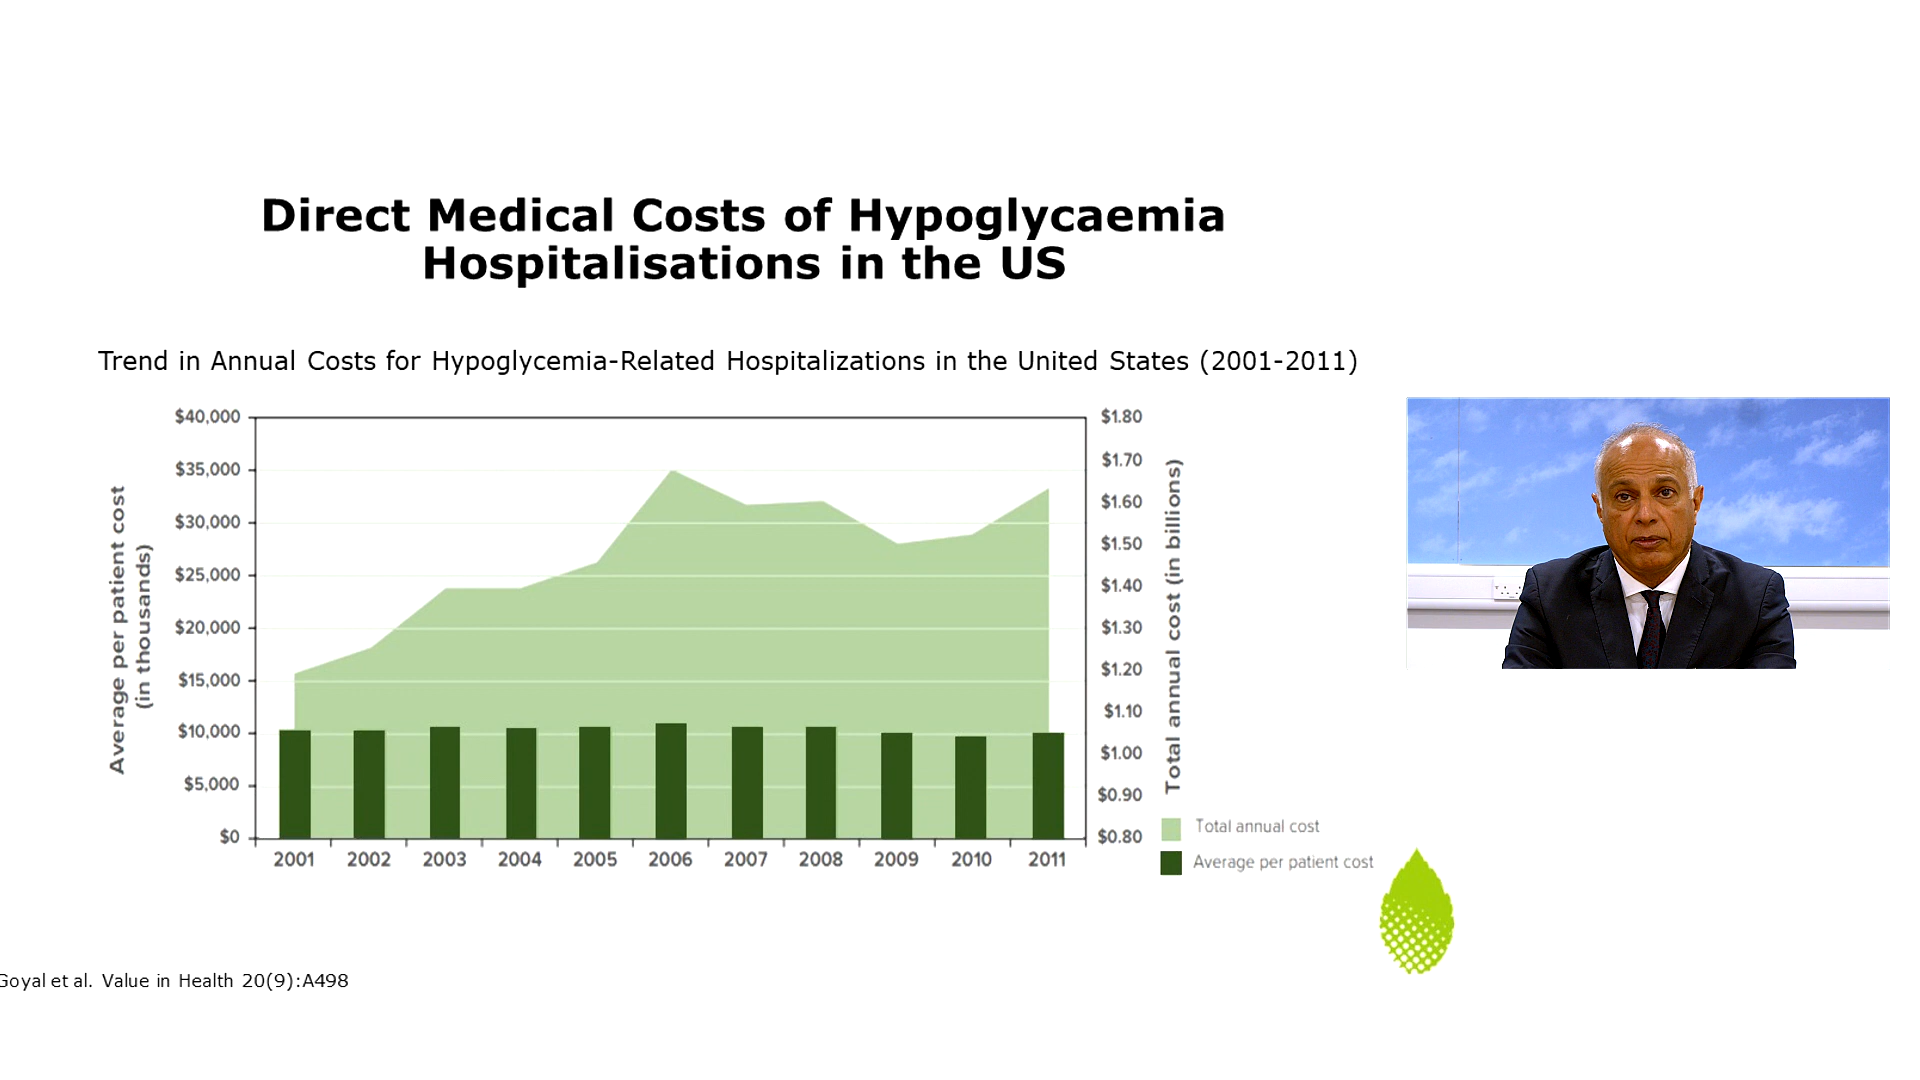 Direct Medical Costs of Hypoglycaemia
Hospitalisations in the US
Trend in Annual Costs for Hypoglycemia-Related Hospitalizations in the United States (2001-2011)
Average per patient cost
(in thousands)
$40,000
$35,000
$30,000
$25,000
$20,000
$15,000
$10,000
$5,000
$0
2001 2002 2003 2004 2005 2006 2007 2008 2009 2010 2011
$1.80
$1.70
$1.60
$1.50
$1.40
$1.30
$1.20
$1.10
$1.00
$0.90
$0.80
Total annual cost (in billions)
Total annual cost
Average per patient cost
Goyal et al. Value in Health 20(9):A498